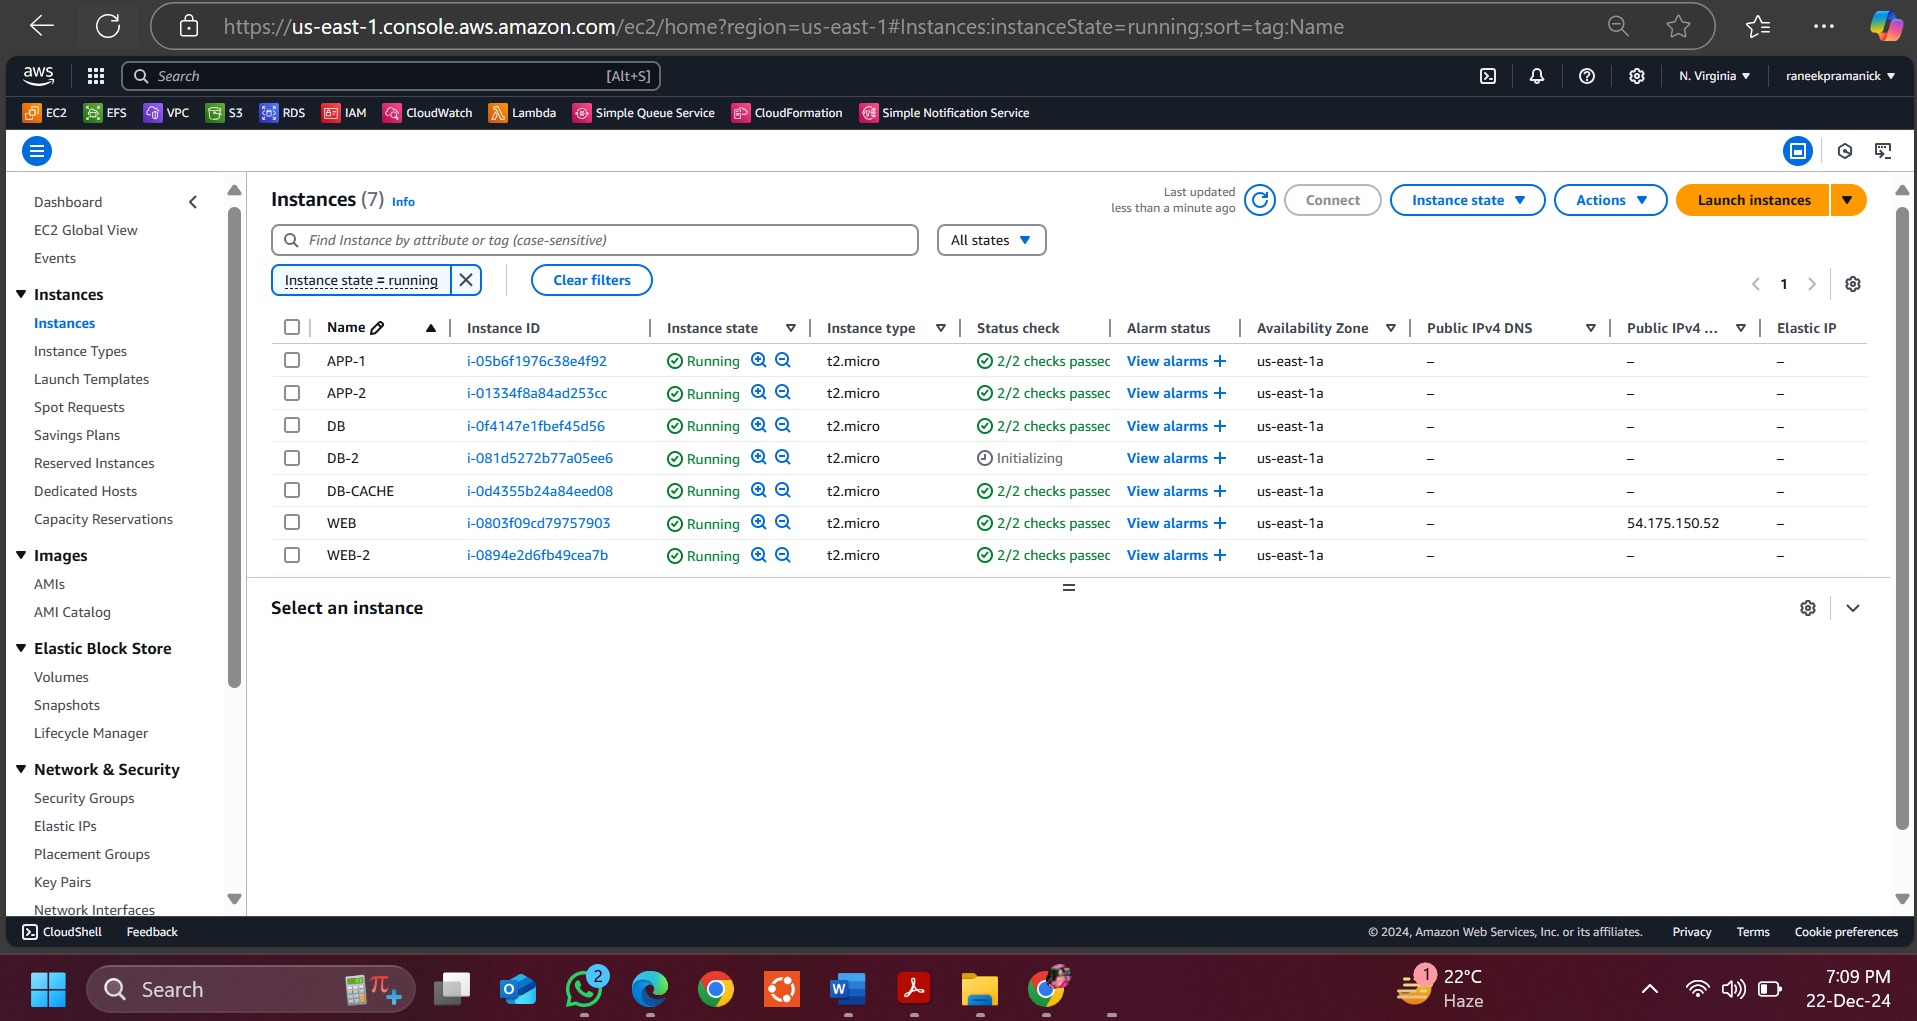 https://us-east-1.console.aws.amazon.com/ec2/home?region=us-east-1#Instances:instanceState=running;sort=tag:Name
aws Search [Alt+S] N. Virginia raneekpramanick
EC2 EFS VPC S3 RDS IAM CloudWatch Lambda Simple Queue Service CloudFormation Simple Notification Service
Dashboard
EC2 Global View
Events
Instances
Instances
Instance Types
Launch Templates
Spot Requests
Savings Plans
Reserved Instances
Dedicated Hosts
Capacity Reservations
Images
AMIs
AMI Catalog
Elastic Block Store
Volumes
Snapshots
Lifecycle Manager
Network & Security
Security Groups
Elastic IPs
Placement Groups
Key Pairs
Network Interfaces
Instances (7) Info
Last updated
less than a minute ago
Connect Instance state Actions Launch instances
Find Instance by attribute or tag (case-sensitive) All states
Instance state = running Clear filters
1
Name Instance ID Instance state Instance type Status check Alarm status Availability Zone Public IPv4 DNS Public IPv4 ... Elastic IP
APP-1 i-05b6f1976c38e4f92 Running t2.micro 2/2 checks passec View alarms + us-east-1a – – –
APP-2 i-01334f8a84ad253cc Running t2.micro 2/2 checks passec View alarms + us-east-1a – – –
DB i-0f4147e1fbef45d56 Running t2.micro 2/2 checks passec View alarms + us-east-1a – – –
DB-2 i-081d5272b77a05ee6 Running t2.micro Initializing View alarms + us-east-1a – – –
DB-CACHE i-0d4355b24a84eed08 Running t2.micro 2/2 checks passec View alarms + us-east-1a – – –
WEB i-0803f09cd79757903 Running t2.micro 2/2 checks passec View alarms + us-east-1a – 54.175.150.52 –
WEB-2 i-0894e2d6fb49cea7b Running t2.micro 2/2 checks passec View alarms + us-east-1a – – –
Select an instance
CloudShell Feedback © 2024, Amazon Web Services, Inc. or its affiliates. Privacy Terms Cookie preferences
Search 2 1 22°C 7:09 PM
Haze 22-Dec-24